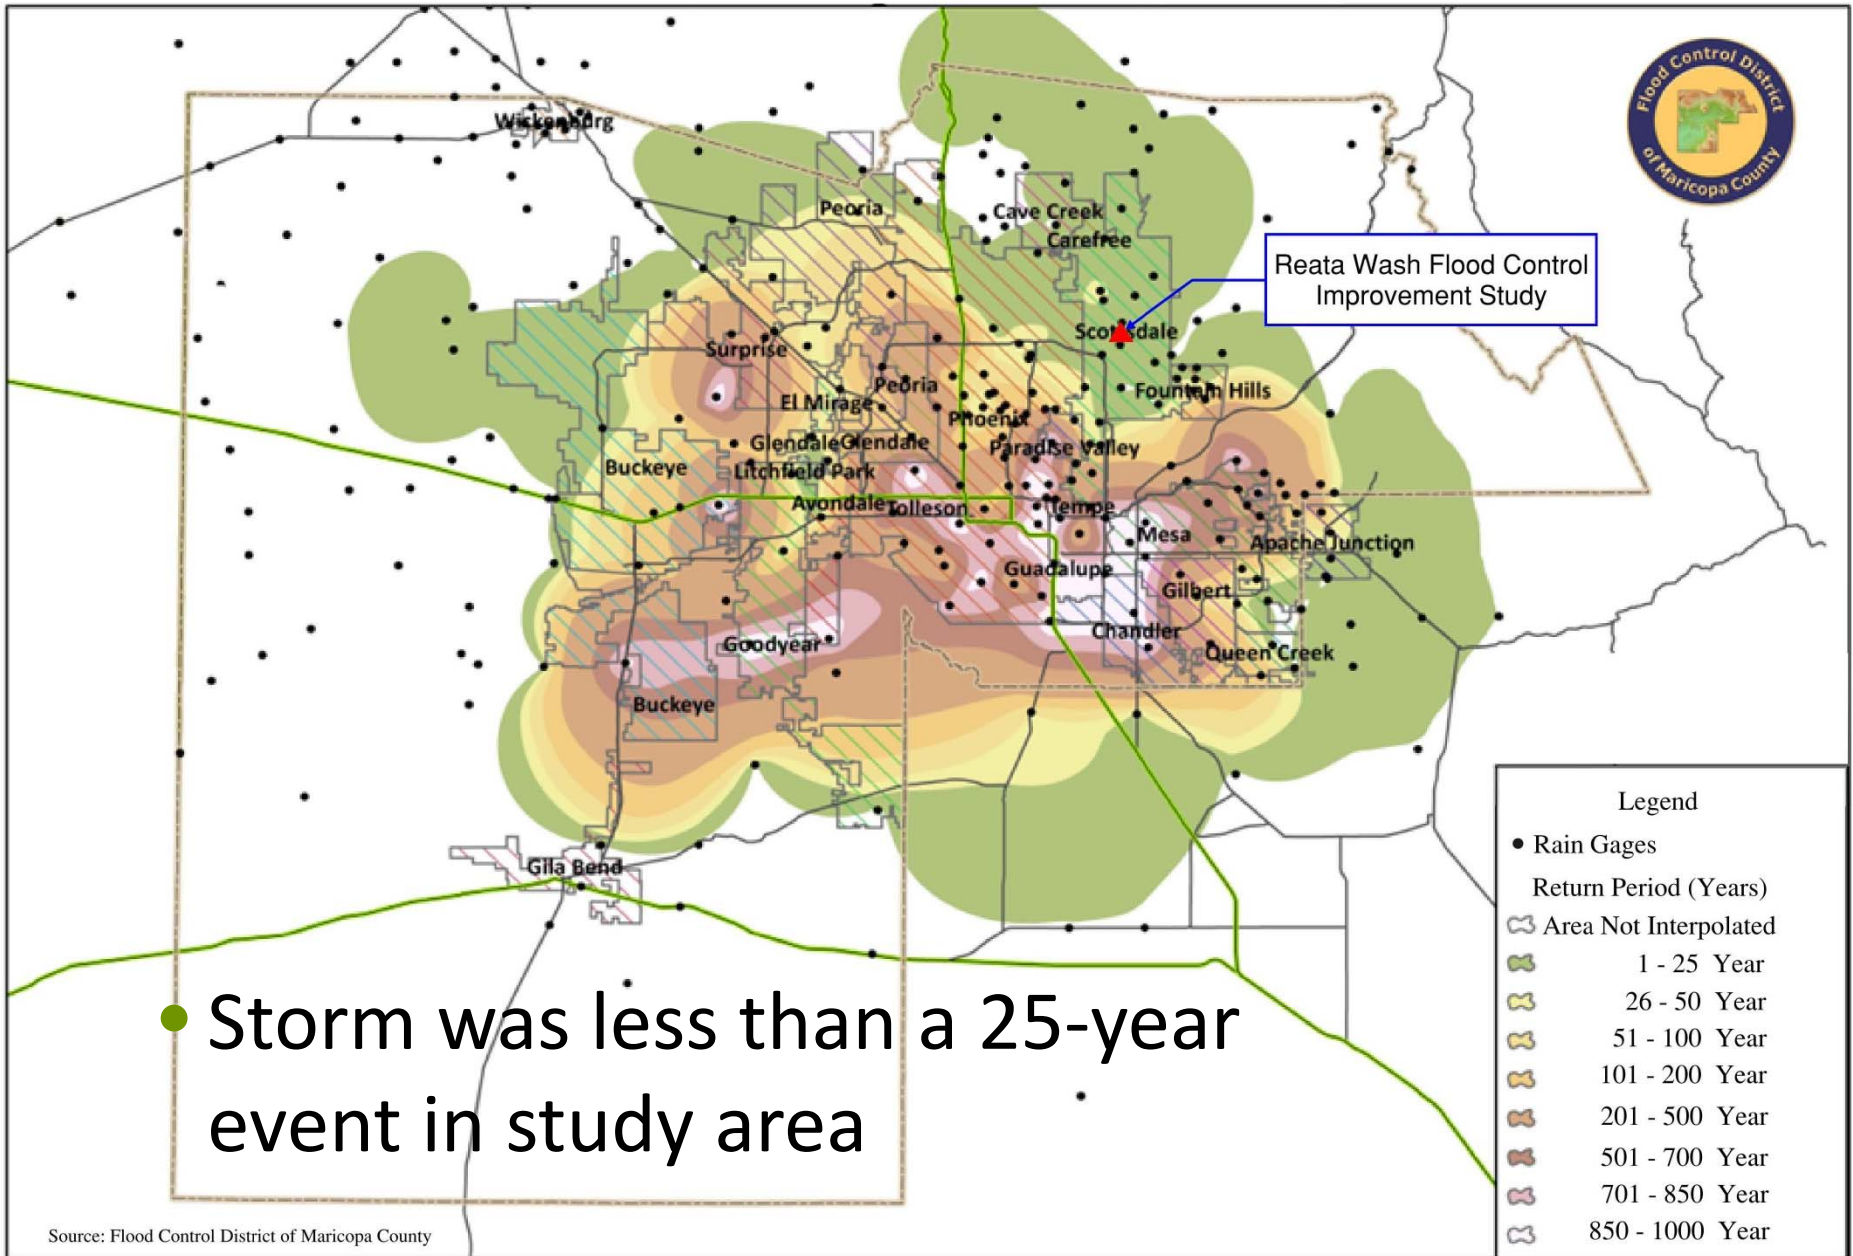 Flood Control District
of Maricopa County
Wickenburg
Peoria
Cave Creek
Carefree
Reata Wash Flood Control
Improvement Study
Scottsdale
Surprise
Peoria
Fountain Hills
El Mirage
Phoenix
Glendale
Glendale
Paradise Valley
Buckeye
Litchfield Park
Avondale
Tolleson
Tempe
Mesa
Apache Junction
Guadalupe
Gilbert
Chandler
Goodyear
Queen Creek
Buckeye
Gila Bend
Legend
Rain Gages
Return Period (Years)
Area Not Interpolated
1 - 25 Year
26 - 50 Year
51 - 100 Year
101 - 200 Year
201 - 500 Year
501 - 700 Year
701 - 850 Year
850 - 1000 Year
• Storm was less than a 25-year
event in study area
Source: Flood Control District of Maricopa County